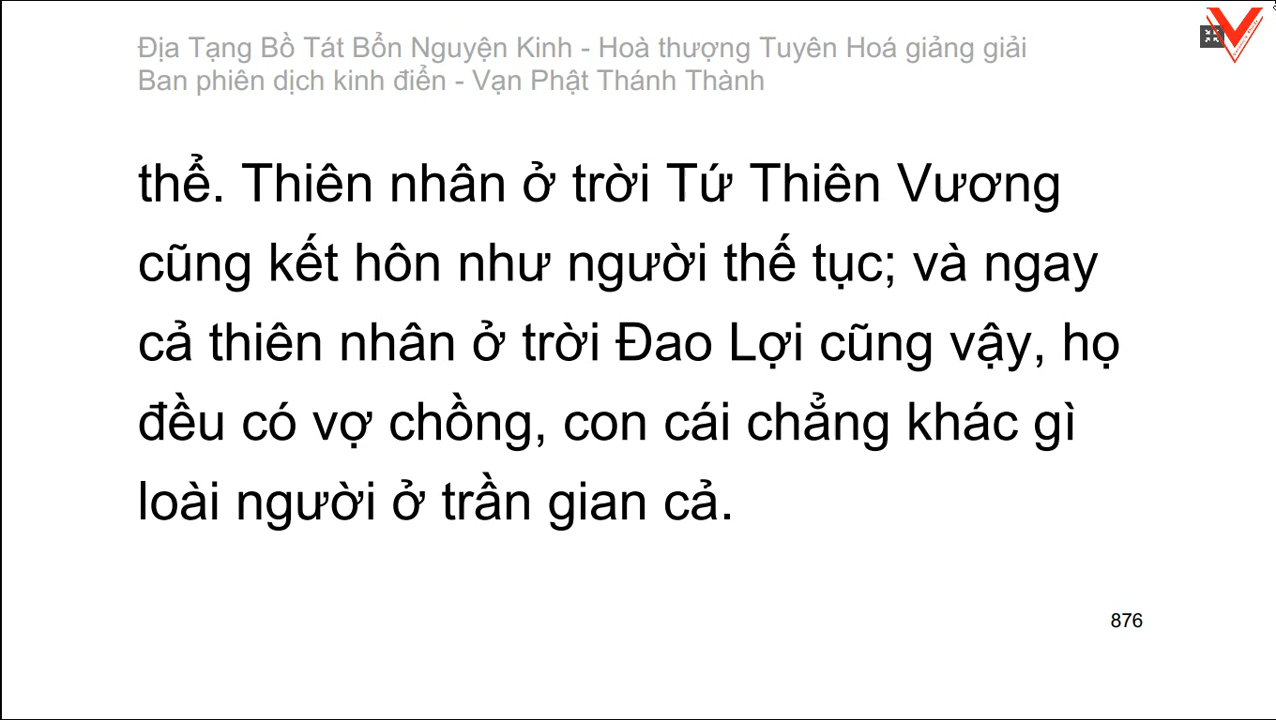 Địa Tạng Bồ Tát Bổn Nguyện Kinh - Hoà thượng Tuyên Hoá giảng giải
Ban phiên dịch kinh điển - Vạn Phật Thánh Thành
thể. Thiên nhân ở trời Tứ Thiên Vương
cũng kết hôn như người thế tục; và ngay
cả thiên nhân ở trời Đao Lợi cũng vậy, họ
đều có vợ chồng, con cái chẳng khác gì
loài người ở trần gian cả.
876